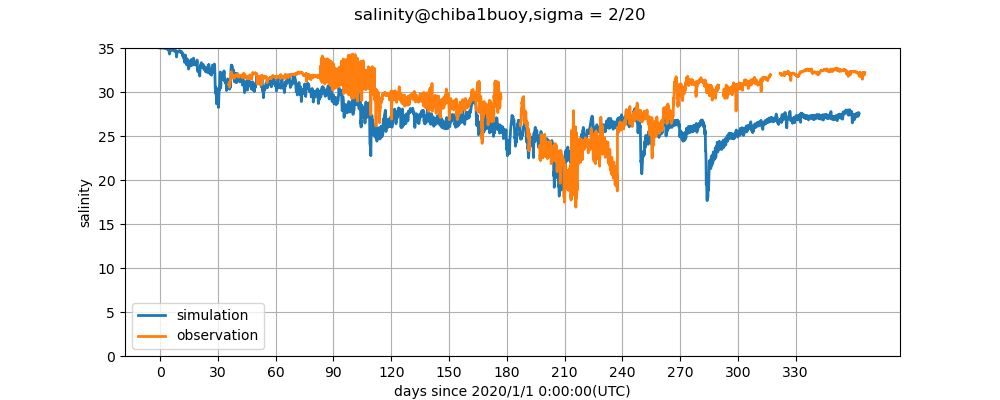 salinity@chiba1buoy,sigma = 2/20
35
30
25
20
15
10
5
0
salinity
simulation
observation
0 30 60 90 120 150 180 210 240 270 300 330
days since 2020/1/1 0:00:00(UTC)